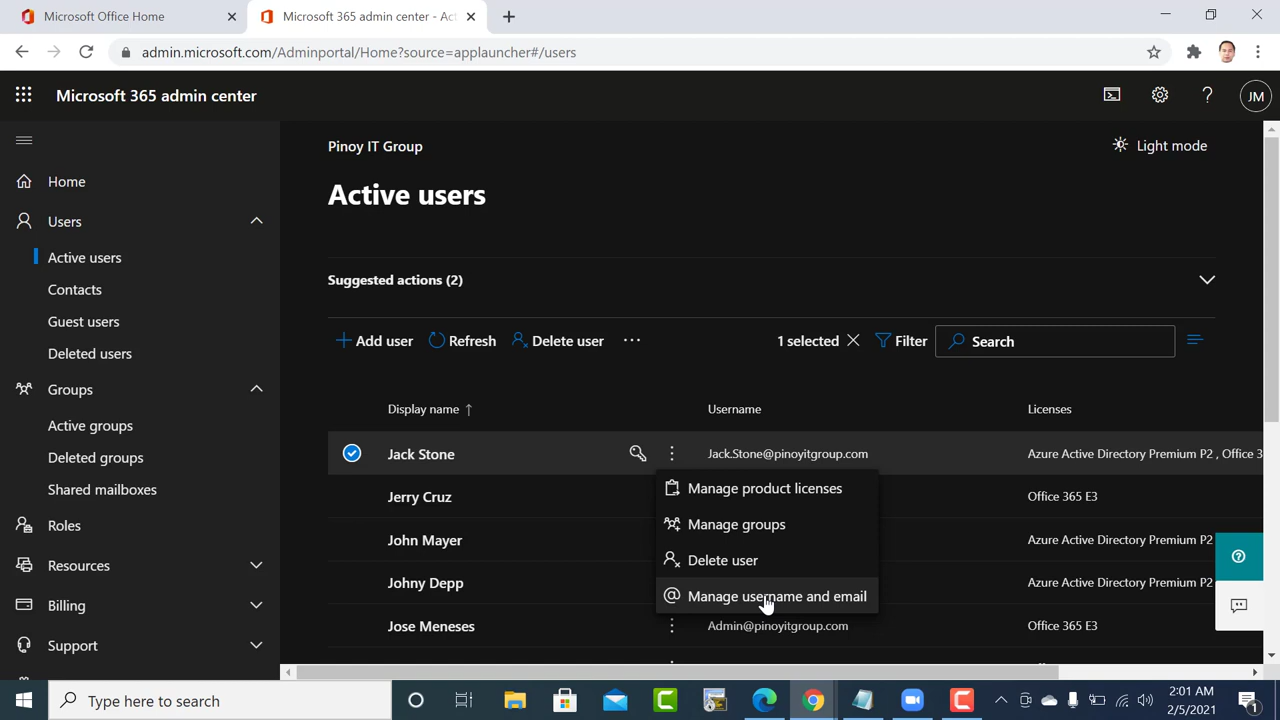 Microsoft Office Home
Microsoft 365 admin center - Act
admin.microsoft.com/Adminportal/Home?source=applauncher#/users
Microsoft 365 admin center
JM
Pinoy IT Group
Light mode
Active users
Home
Users
Active users
Contacts
Guest users
Deleted users
Groups
Active groups
Deleted groups
Shared mailboxes
Roles
Resources
Billing
Support
Suggested actions (2)
Add user
Refresh
Delete user
1 selected
Filter
Search
Display name
Username
Licenses
Jack Stone
Jack.Stone@pinoyitgroup.com
Azure Active Directory Premium P2 , Office 3
Manage product licenses
Jerry Cruz
Office 365 E3
Manage groups
John Mayer
Azure Active Directory Premium P2
Delete user
Johny Depp
Azure Active Directory Premium P2
Manage username and email
Jose Meneses
Admin@pinoyitgroup.com
Office 365 E3
Type here to search
2:01 AM
2/5/2021
1